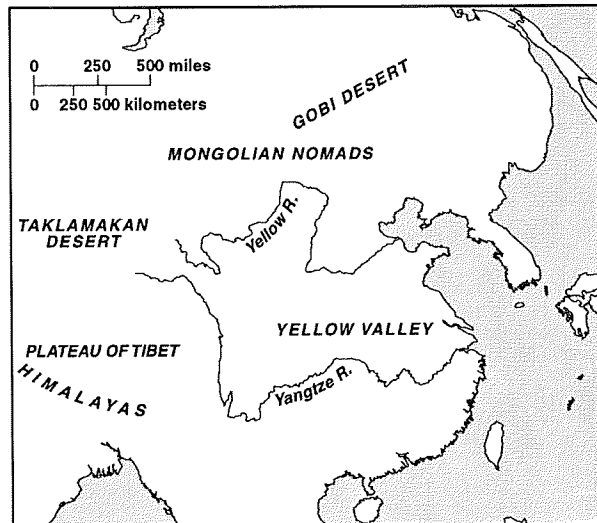 0 250 500 miles
0 250 500 kilometers
GOBI DESERT
MONGOLIAN NOMADS
Yellow R.
TAKLAMAKAN
DESERT
YELLOW VALLEY
PLATEAU OF TIBET
HIMALAYAS
Yangtze R.